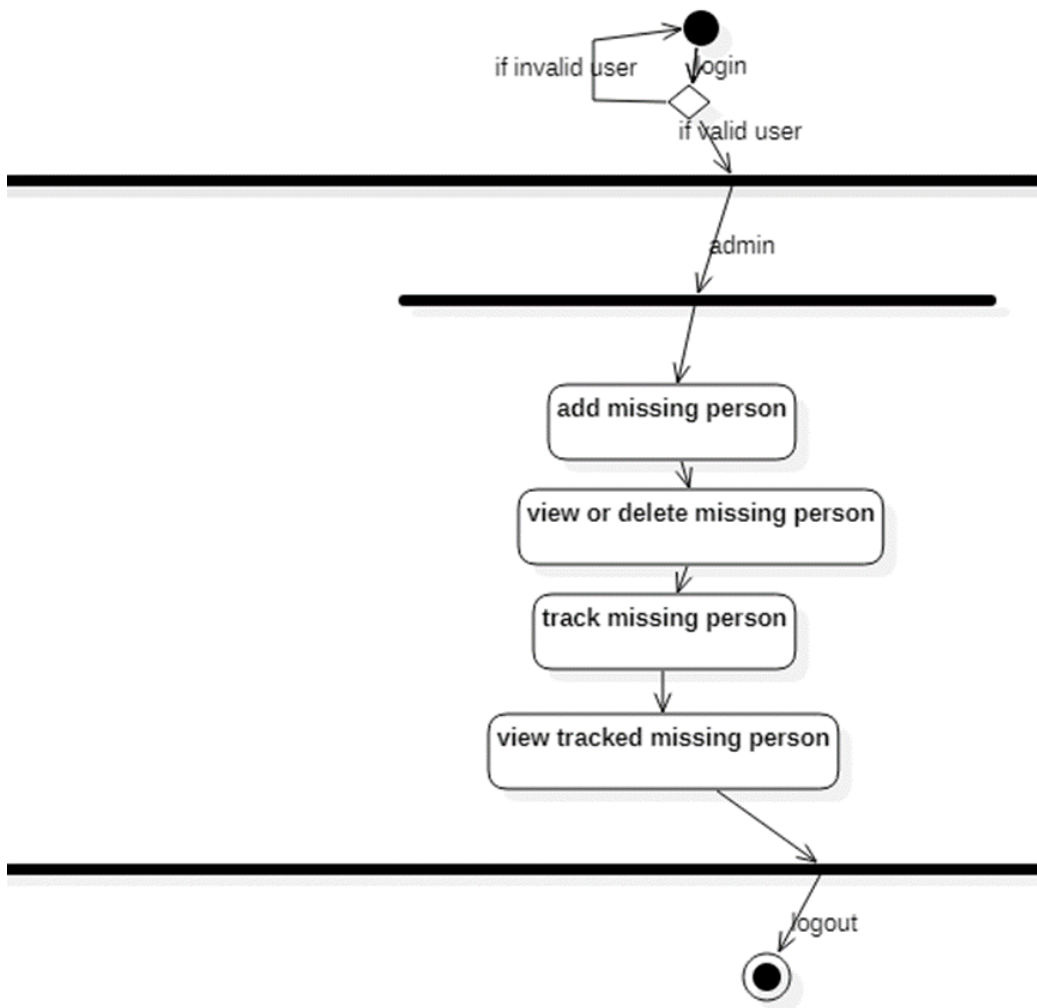 login
if invalid user
if valid user
admin
add missing person
view or delete missing person
track missing person
view tracked missing person
logout